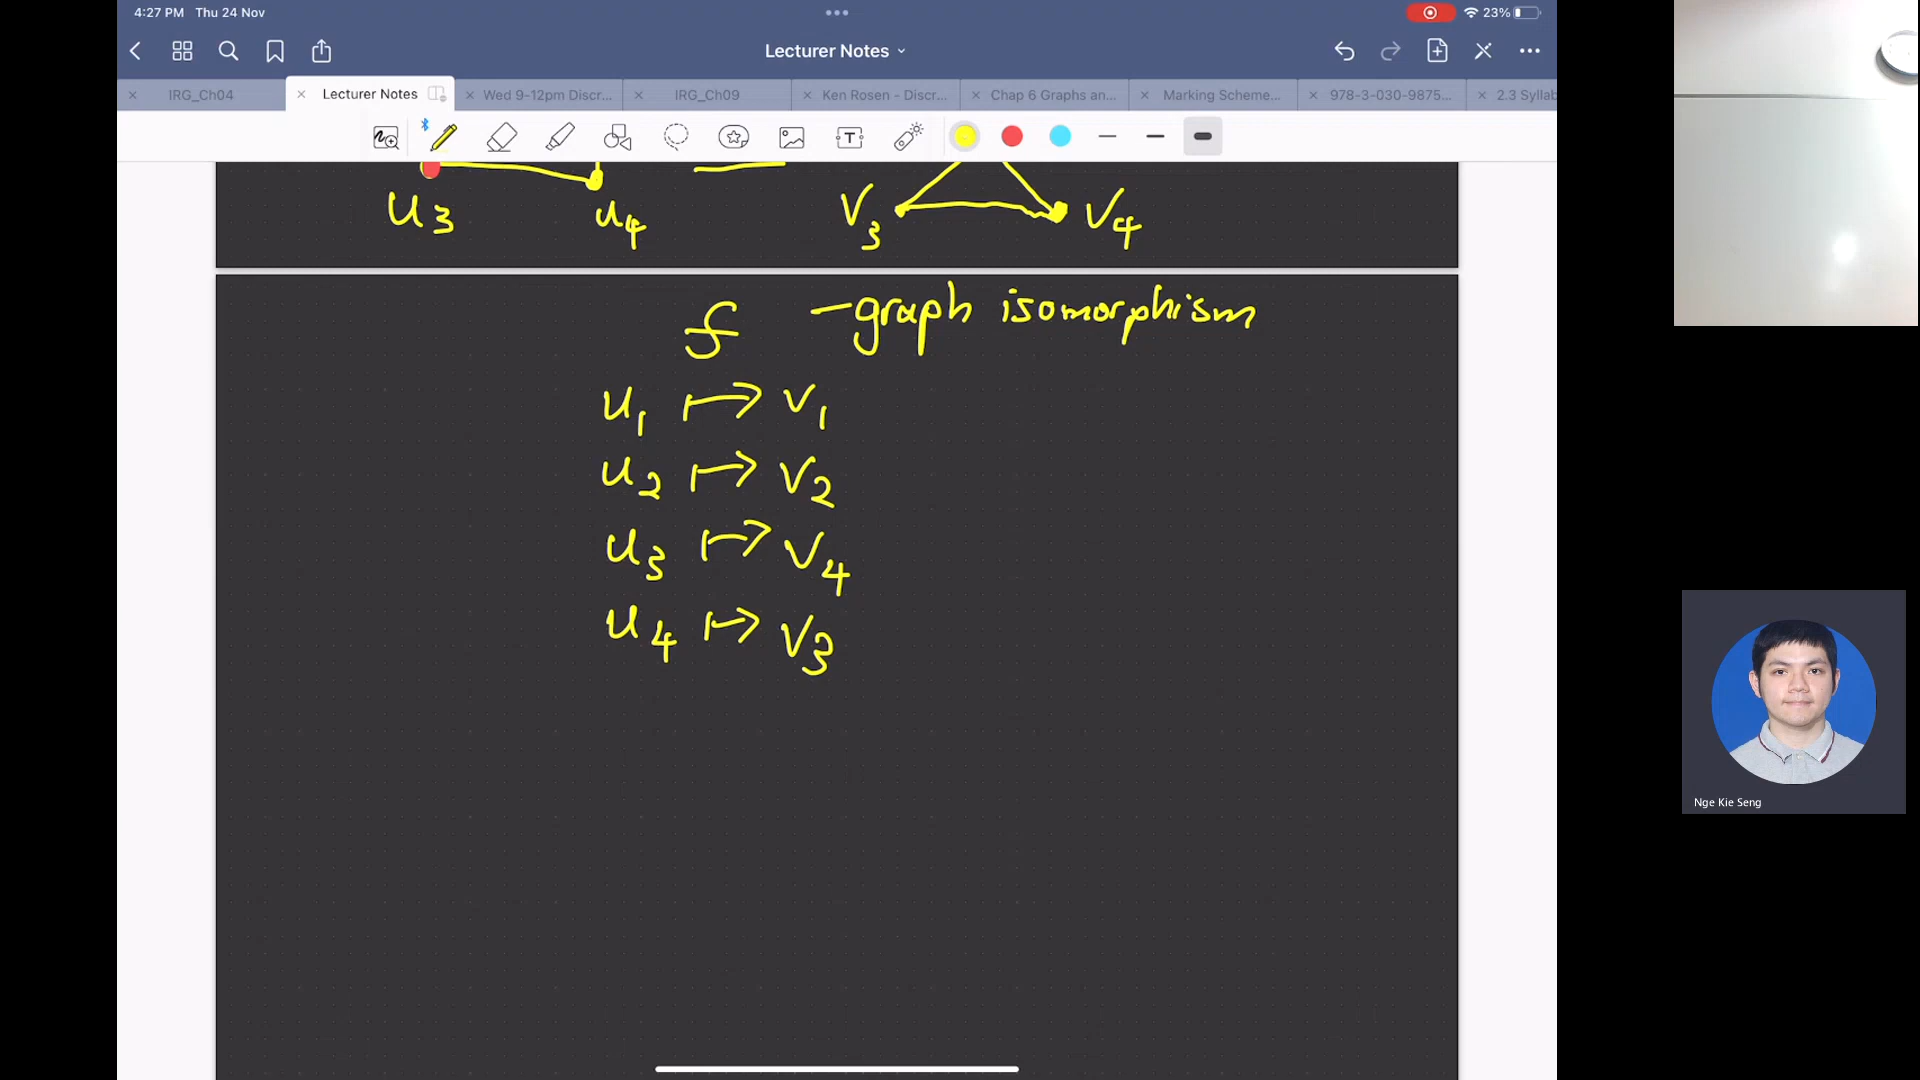 4:27 PM Thu 24 Nov
23%
Lecturer Notes
IRG_Ch04
Lecturer Notes
Wed 9-12pm Discr...
IRG_Ch09
Ken Rosen - Discr...
Chap 6 Graphs an...
Marking Scheme...
978-3-030-9875...
2.3 Syllab
T
u3 u4 V3 V4
f - graph isomorphism
u1 ↦ v1
u2 ↦ v2
u3 ↦ v4
u4 ↦ v3
Nge Kie Seng